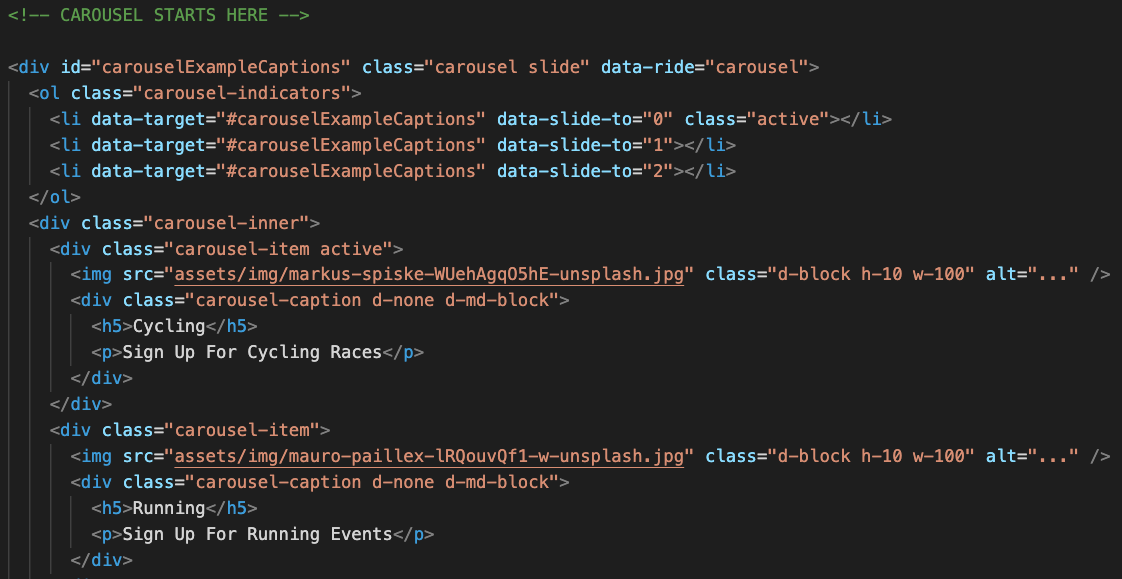 <!-- CAROUSEL STARTS HERE -->
<div id="carouselExampleCaptions" class="carousel slide" data-ride="carousel">
<ol class="carousel-indicators">
<li data-target="#carouselExampleCaptions" data-slide-to="0" class="active"></li>
<li data-target="#carouselExampleCaptions" data-slide-to="1"></li>
<li data-target="#carouselExampleCaptions" data-slide-to="2"></li>
</ol>
<div class="carousel-inner">
<div class="carousel-item active">
<img src="assets/img/markus-spiske-WUehAgqO5hE-unsplash.jpg" class="d-block h-10 w-100" alt="..." />
<div class="carousel-caption d-none d-md-block">
<h5>Cycling</h5>
<p>Sign Up For Cycling Races</p>
</div>
</div>
<div class="carousel-item">
<img src="assets/img/mauro-paillex-lRQouvQf1-w-unsplash.jpg" class="d-block h-10 w-100" alt="..." />
<div class="carousel-caption d-none d-md-block">
<h5>Running</h5>
<p>Sign Up For Running Events</p>
</div>